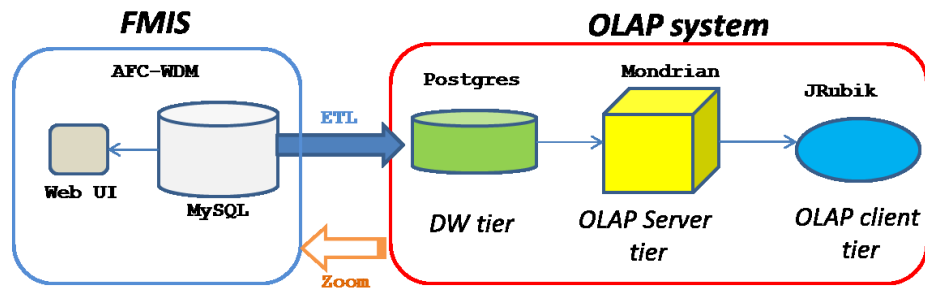 FMIS
OLAP system
AFC-WDM
Postgres
Mondrian
JRubik
ETL
Web UI
MySQL
DW tier
OLAP Server
tier
OLAP client
tier
Zoom